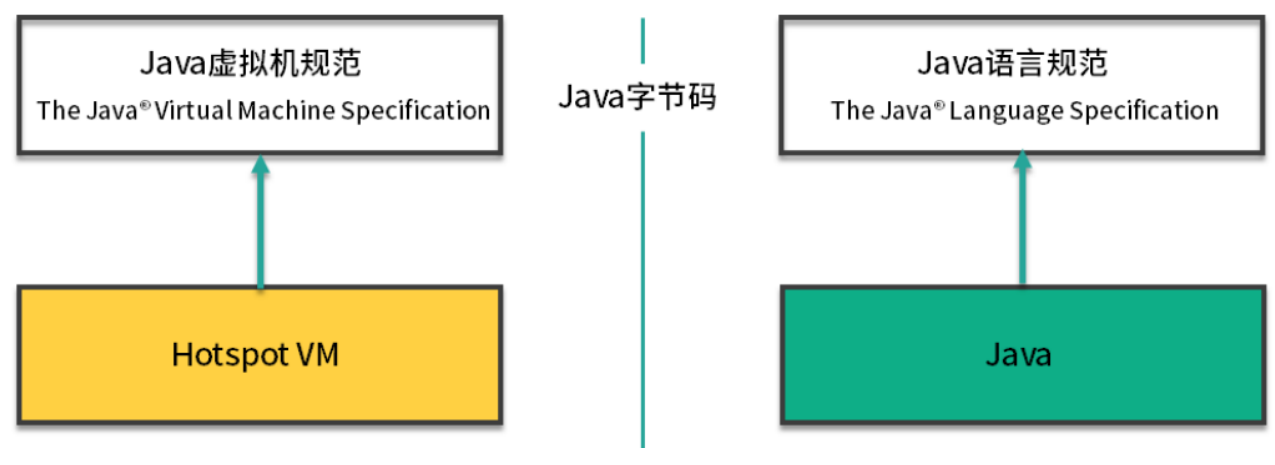 Java虚拟机规范
The Java® Virtual Machine Specification
Java字节码
Java语言规范
The Java® Language Specification
Hotspot VM
Java